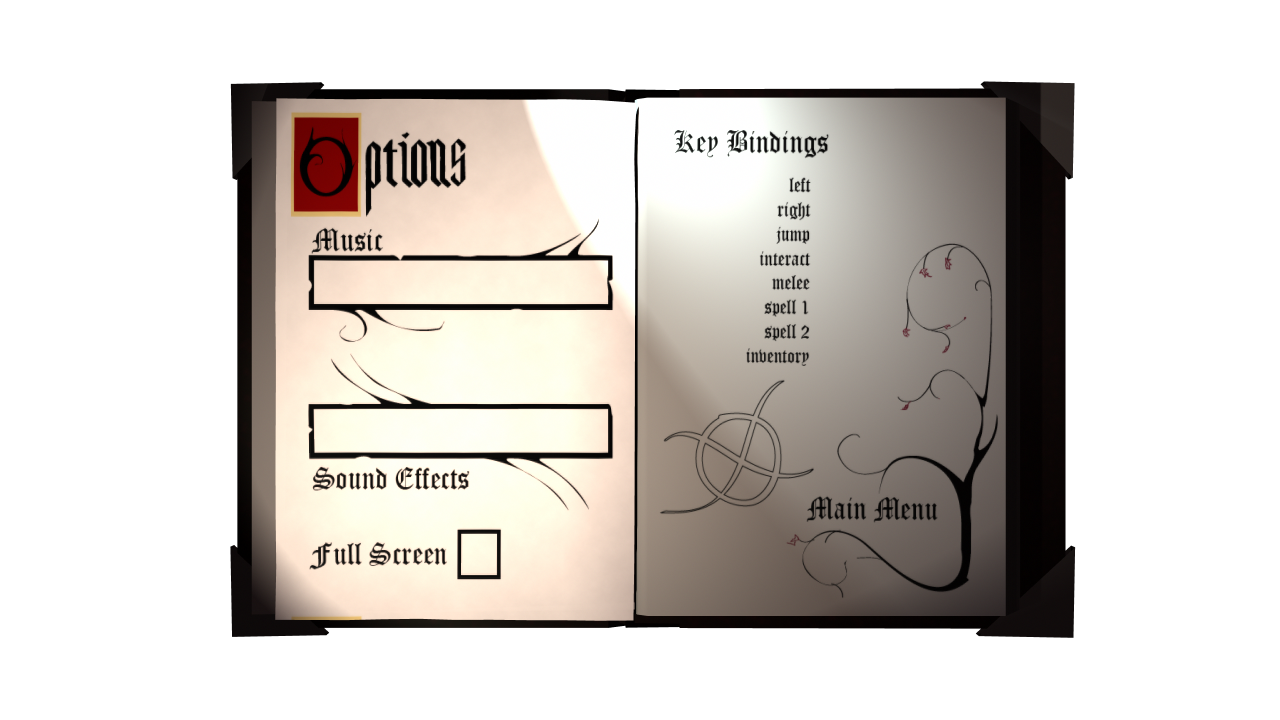 Options
Music
Sound Effects
Full Screen
Key Bindings
left
right
jump
interact
melee
spell 1
spell 2
inventory
Main Menu